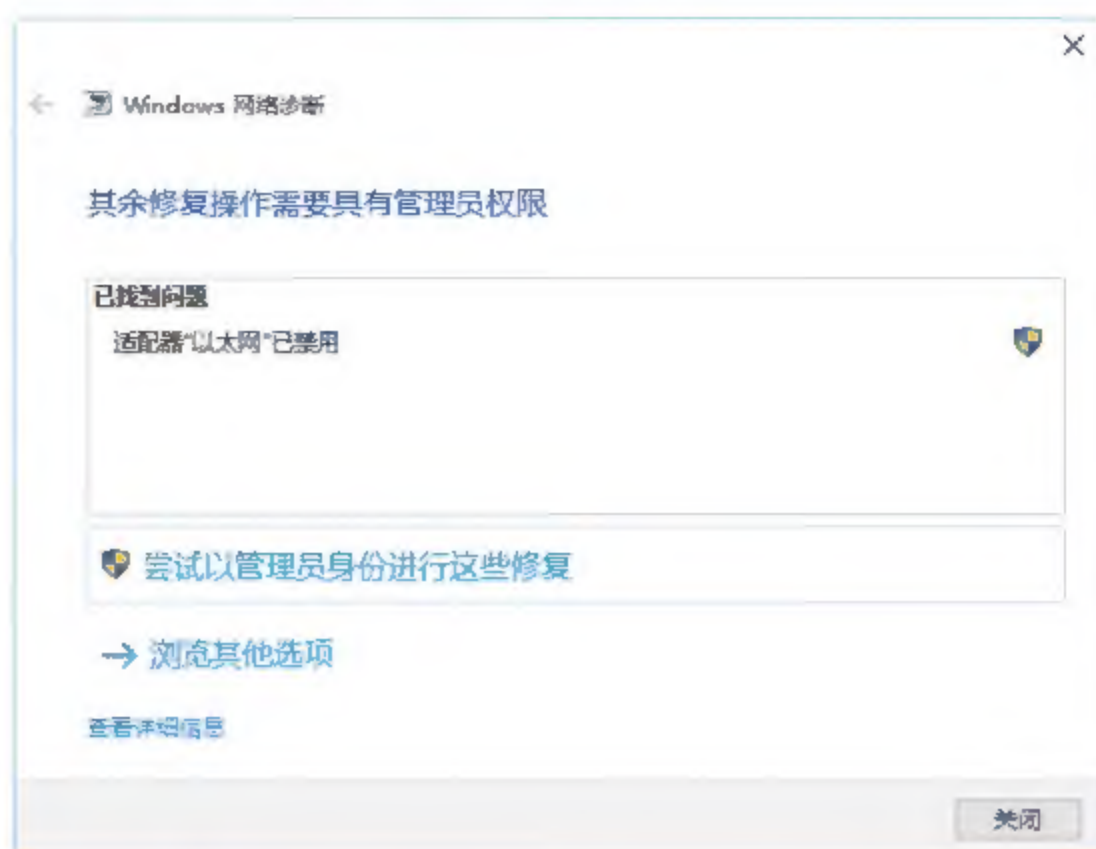 Windows 网络诊断
其余修复操作需要具有管理员权限
已找到问题
适配器"以太网"已禁用
尝试以管理员身份进行这些修复
浏览其他选项
查看详细信息
关闭